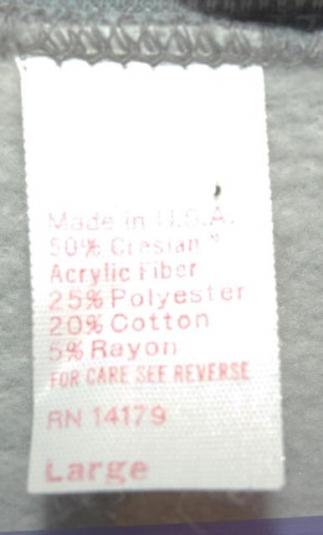 Made in U.S.A.
50% Creslan ®
Acrylic Fiber
25% Polyester
20% Cotton
5% Rayon
FOR CARE SEE REVERSE
RN 14179
Large